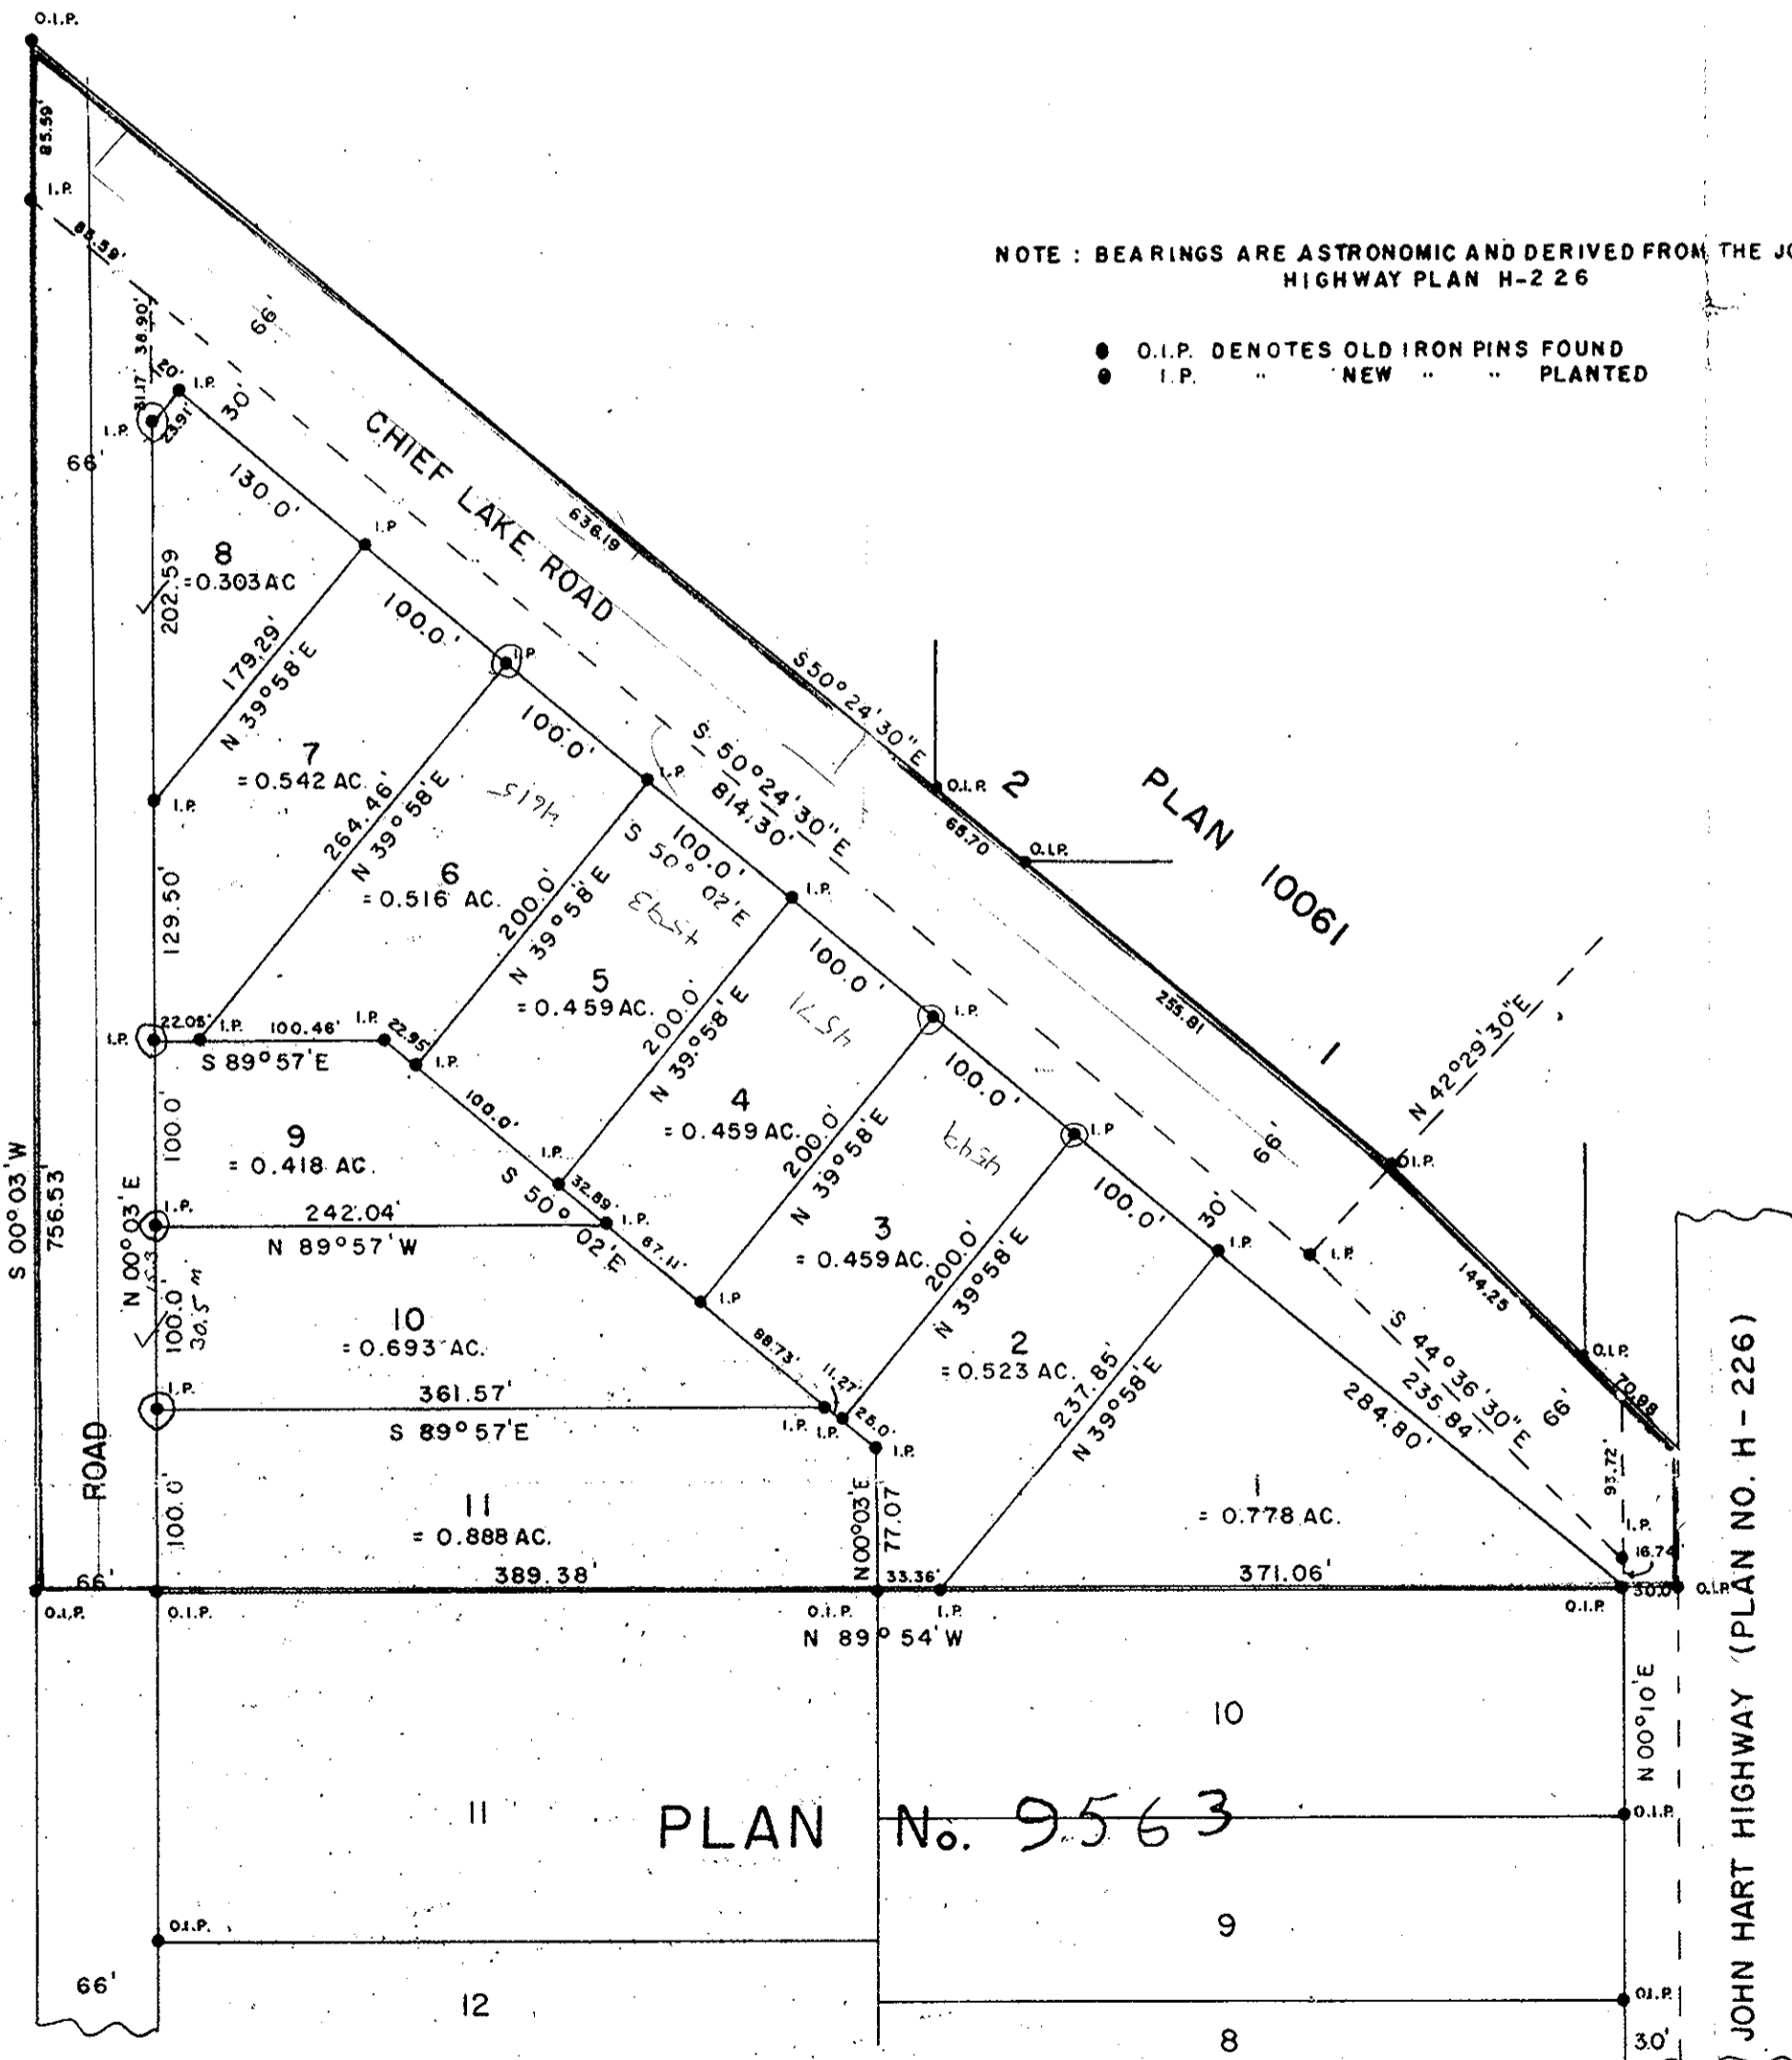 O.I.P.
85.59'
I.P.
85.59'
NOTE : BEARINGS ARE ASTRONOMIC AND DERIVED FROM THE JO
HIGHWAY PLAN H-226
● O.I.P. DENOTES OLD IRON PINS FOUND
● I.P. " NEW " " PLANTED
66'
38.90'
31.17'
20'
I.P.
30'
23.91'
I.P.
66'
CHIEF LAKE ROAD
636.19
130.0'
I.P.
8
=0.303 AC
202.59
100.0'
179.29'
N 39°58'E
I.P.
S 50°24'30"E
100.0'
7
= 0.542 AC.
264.46'
N 39°58'E
4615
I.P.
S 50°24'30"E
814.30'
O.I.P.
2
PLAN 10061
65.70
O.I.P.
I.P.
6
= 0.516 AC.
100.0'
S 50° 02'E
200.0'
N 39°58'E
4593
I.P.
129.50'
5
= 0.459 AC.
100.0'
4571
200.0'
N 39°58'E
255.81
1
N 42°29'30"E
I.P.
22.05'
I.P.
100.46'
I.P.
22.95'
I.P.
S 89°57'E
I.P.
100.0'
4
= 0.459 AC.
100.0'
4549
I.P.
100.0'
9
= 0.418 AC.
I.P.
S 50° 02'E
32.89'
I.P.
200.0'
N 39°58'E
66'
O.I.P.
S 00°03'W
756.53'
N 00°03'E
I.P.
242.04'
N 89°57'W
67.11'
I.P.
3
= 0.459 AC.
200.0'
N 39°58'E
100.0'
30'
I.P.
I.P.
144.25
15.3
100.0'
30.5 m
10
= 0.693 AC.
88.73'
2
= 0.523 AC.
237.85'
N 39°58'E
S 44°36'30"E
235.84'
66'
284.80'
O.I.P.
70.98
I.P.
361.57'
S 89°57'E
11.27'
I.P.
I.P.
25.0'
I.P.
ROAD
100.0'
11
= 0.888 AC.
N 00°03'E
77.07
1
= 0.778 AC.
93.72'
I.P.
16.74
66'
389.38'
33.36'
371.06'
30.0
O.I.P.
O.I.P.
O.I.P.
O.I.P.
I.P.
O.I.P.
N 89° 54'W
JOHN HART HIGHWAY (PLAN NO. H - 226)
N 00°10'E
10
11
PLAN No. 9563
O.I.P.
O.I.P.
9
66'
12
O.I.P.
8
30'